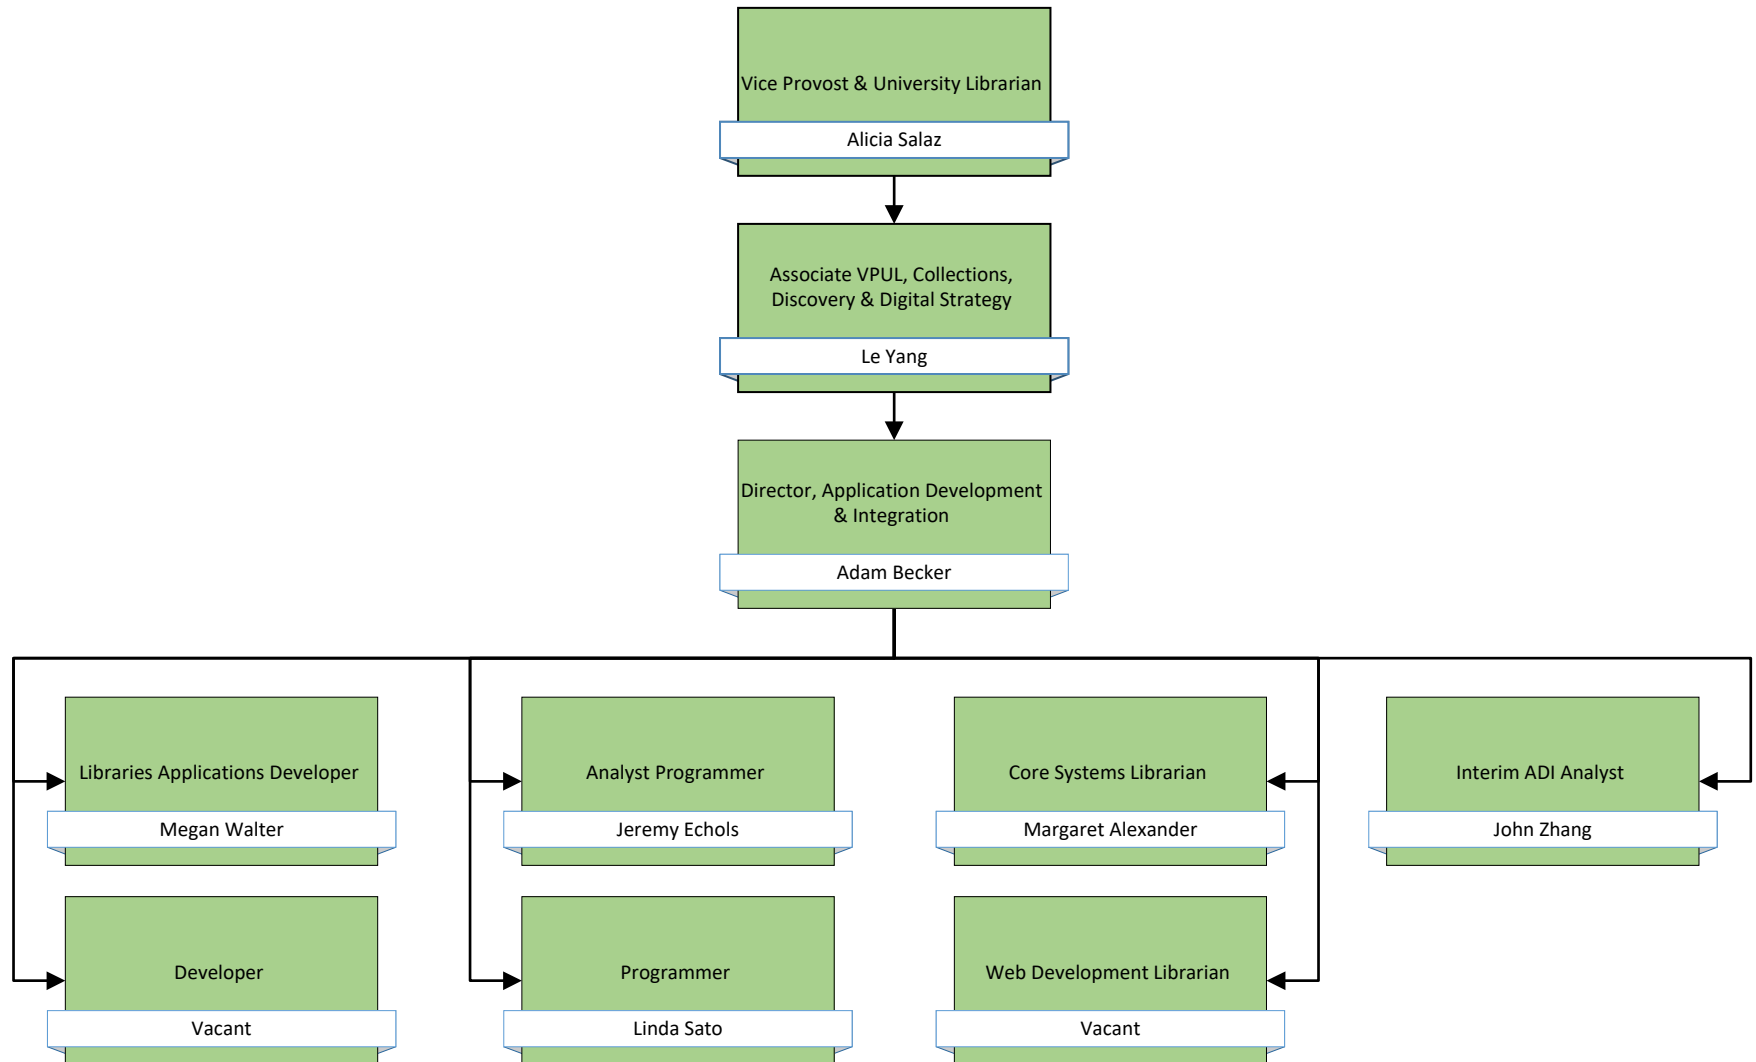 Vice Provost & University Librarian
Alicia Salaz
Associate VPUL, Collections,
Discovery & Digital Strategy
Le Yang
Director, Application Development
& Integration
Adam Becker
Libraries Applications Developer
Megan Walter
Analyst Programmer
Jeremy Echols
Core Systems Librarian
Margaret Alexander
Interim ADI Analyst
John Zhang
Developer
Vacant
Programmer
Linda Sato
Web Development Librarian
Vacant